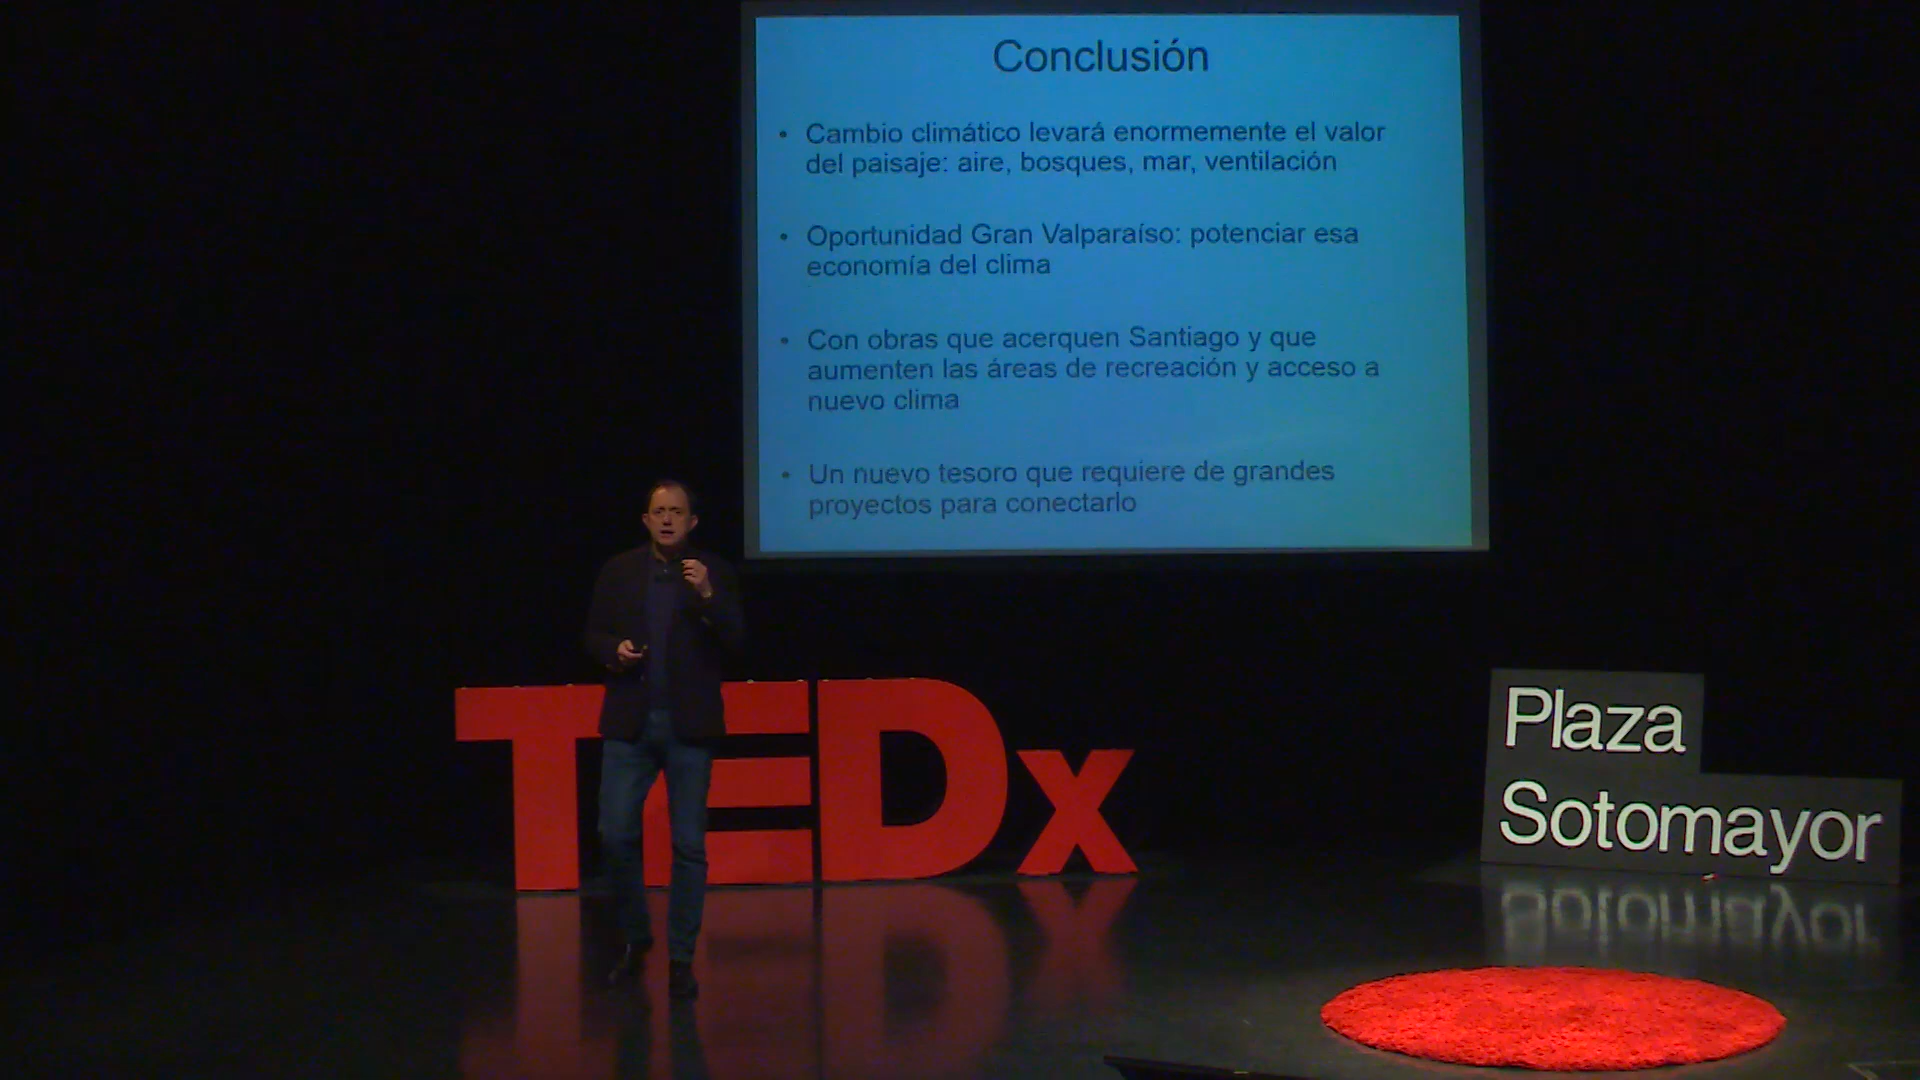 Conclusión
• Cambio climático levará enormemente el valor
del paisaje: aire, bosques, mar, ventilación
• Oportunidad Gran Valparaíso: potenciar esa
economía del clima
• Con obras que acerquen Santiago y que
aumenten las áreas de recreación y acceso a
nuevo clima
• Un nuevo tesoro que requiere de grandes
proyectos para conectarlo
TEDx
Plaza
Sotomayor